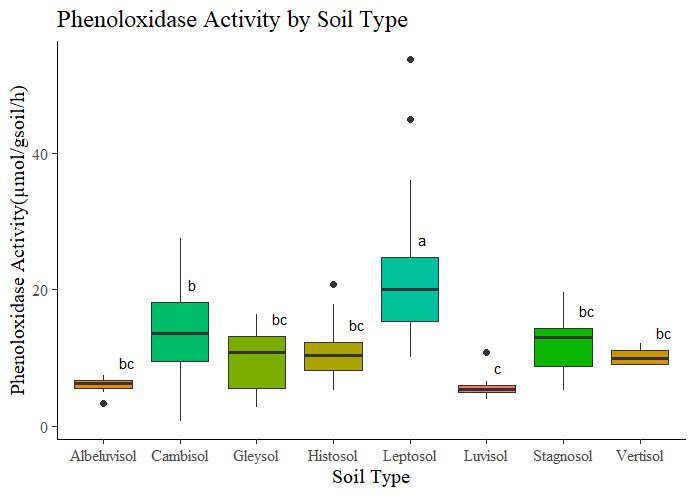 Phenoloxidase Activity by Soil Type
Phenoloxidase Activity(µmol/gsoil/h)
40
20
0
a
b
bc
bc
bc
bc
bc
c
Albeluvisol Cambisol Gleysol Histosol Leptosol Luvisol Stagnosol Vertisol
Soil Type